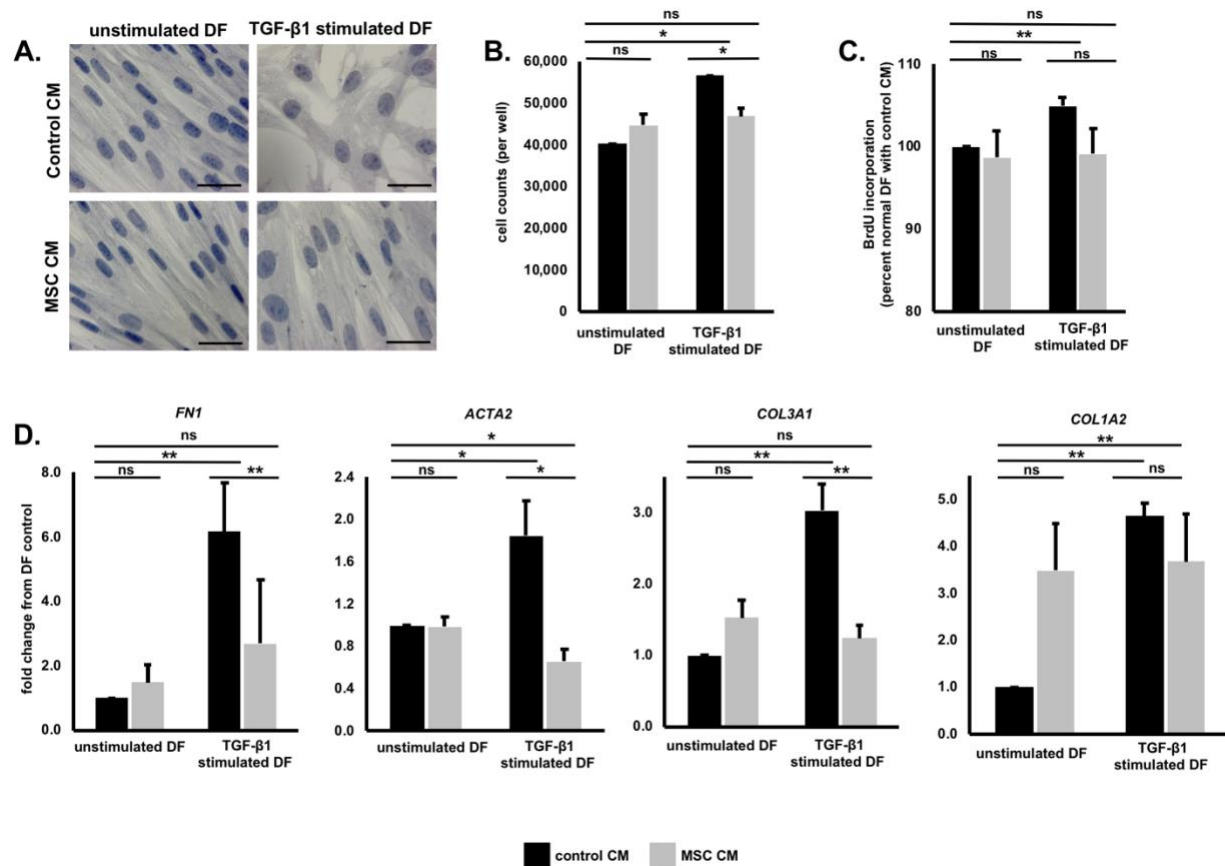 unstimulated DF
TGF-β1 stimulated DF
A.
Control CM
MSC CM
B.
ns
*
ns
*
60,000
50,000
40,000
30,000
20,000
10,000
0
cell counts (per well)
unstimulated
DF
TGF-β1
stimulated DF
C.
ns
**
ns
ns
110
100
90
80
BrdU incorporation
(percent normal DF with control CM)
unstimulated
DF
TGF-β1
stimulated DF
D.
FN1
ns
**
ns
**
8.0
6.0
4.0
2.0
0.0
fold change from DF control
unstimulated DF
TGF-β1
stimulated DF
ACTA2
*
*
ns
*
2.4
2.0
1.6
1.2
0.8
0.4
0.0
unstimulated DF
TGF-β1
stimulated DF
COL3A1
ns
**
ns
**
3.0
2.0
1.0
0.0
unstimulated DF
TGF-β1
stimulated DF
COL1A2
**
**
ns
ns
5.0
4.0
3.0
2.0
1.0
0.0
unstimulated DF
TGF-β1
stimulated DF
control CM
MSC CM